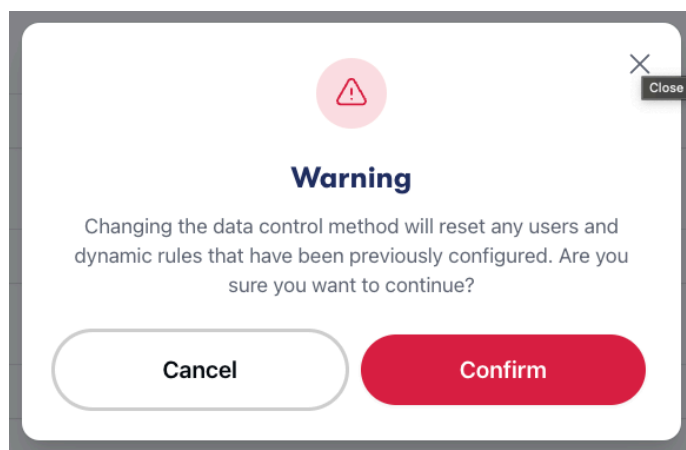 Close
Warning
Changing the data control method will reset any users and
dynamic rules that have been previously configured. Are you
sure you want to continue?
Cancel
Confirm